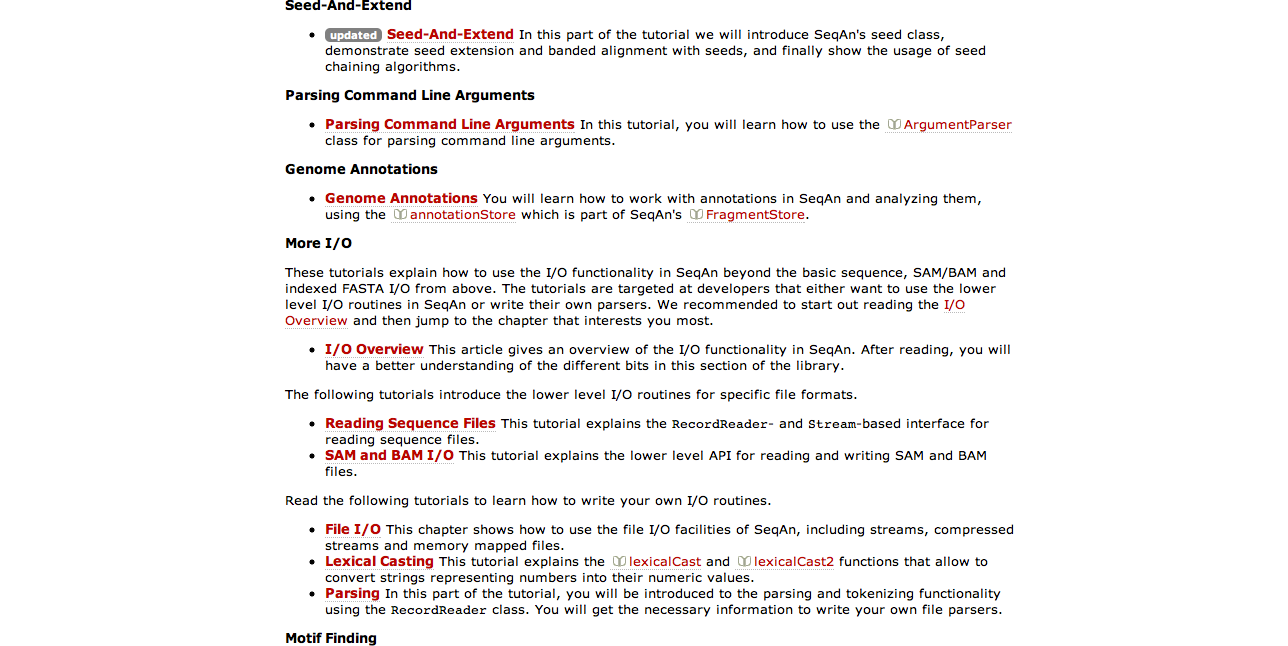 Seed-And-Extend
updated Seed-And-Extend In this part of the tutorial we will introduce SeqAn's seed class,
demonstrate seed extension and banded alignment with seeds, and finally show the usage of seed
chaining algorithms.
Parsing Command Line Arguments
Parsing Command Line Arguments In this tutorial, you will learn how to use the ArgumentParser
class for parsing command line arguments.
Genome Annotations
Genome Annotations You will learn how to work with annotations in SeqAn and analyzing them,
using the annotationStore which is part of SeqAn's FragmentStore.
More I/O
These tutorials explain how to use the I/O functionality in SeqAn beyond the basic sequence, SAM/BAM and
indexed FASTA I/O from above. The tutorials are targeted at developers that either want to use the lower
level I/O routines in SeqAn or write their own parsers. We recommended to start out reading the I/O
Overview and then jump to the chapter that interests you most.
I/O Overview This article gives an overview of the I/O functionality in SeqAn. After reading, you will
have a better understanding of the different bits in this section of the library.
The following tutorials introduce the lower level I/O routines for specific file formats.
Reading Sequence Files This tutorial explains the RecordReader- and Stream-based interface for
reading sequence files.
SAM and BAM I/O This tutorial explains the lower level API for reading and writing SAM and BAM
files.
Read the following tutorials to learn how to write your own I/O routines.
File I/O This chapter shows how to use the file I/O facilities of SeqAn, including streams, compressed
streams and memory mapped files.
Lexical Casting This tutorial explains the lexicalCast and lexicalCast2 functions that allow to
convert strings representing numbers into their numeric values.
Parsing In this part of the tutorial, you will be introduced to the parsing and tokenizing functionality
using the RecordReader class. You will get the necessary information to write your own file parsers.
Motif Finding